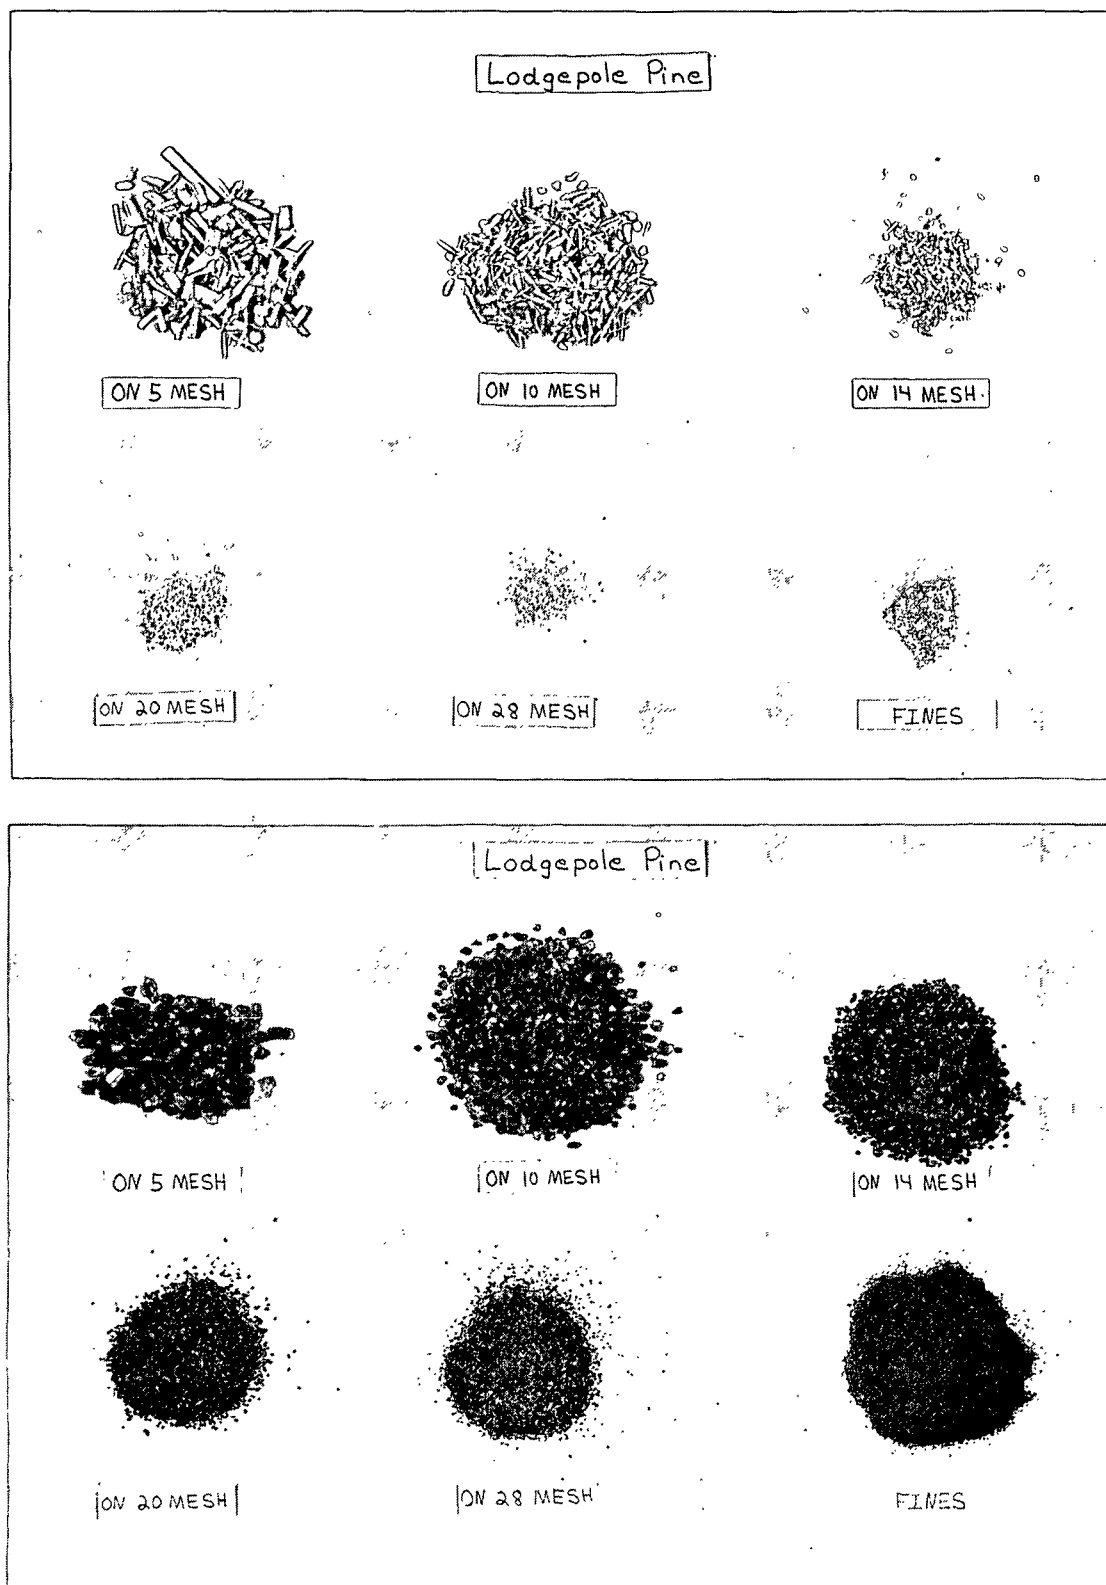 Lodgepole Pine
ON 5 MESH
ON 10 MESH
ON 14 MESH.
ON 20 MESH
ON 28 MESH
FINES
Lodgepole Pine
ON 5 MESH
ON 10 MESH
ON 14 MESH
ON 20 MESH
ON 28 MESH
FINES